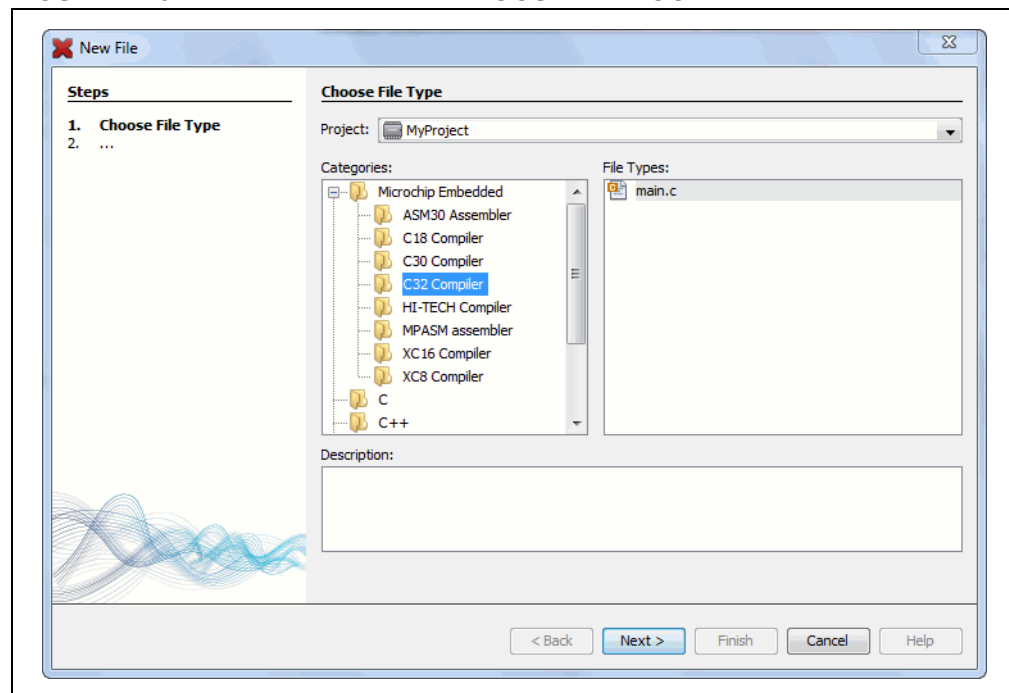 New File
Steps
1. Choose File Type
2. ...
Choose File Type
Project: MyProject
Categories:
Microchip Embedded
ASM30 Assembler
C18 Compiler
C30 Compiler
C32 Compiler
HI-TECH Compiler
MPASM assembler
XC16 Compiler
XC8 Compiler
C
C++
File Types:
main.c
Description:
< Back Next > Finish Cancel Help